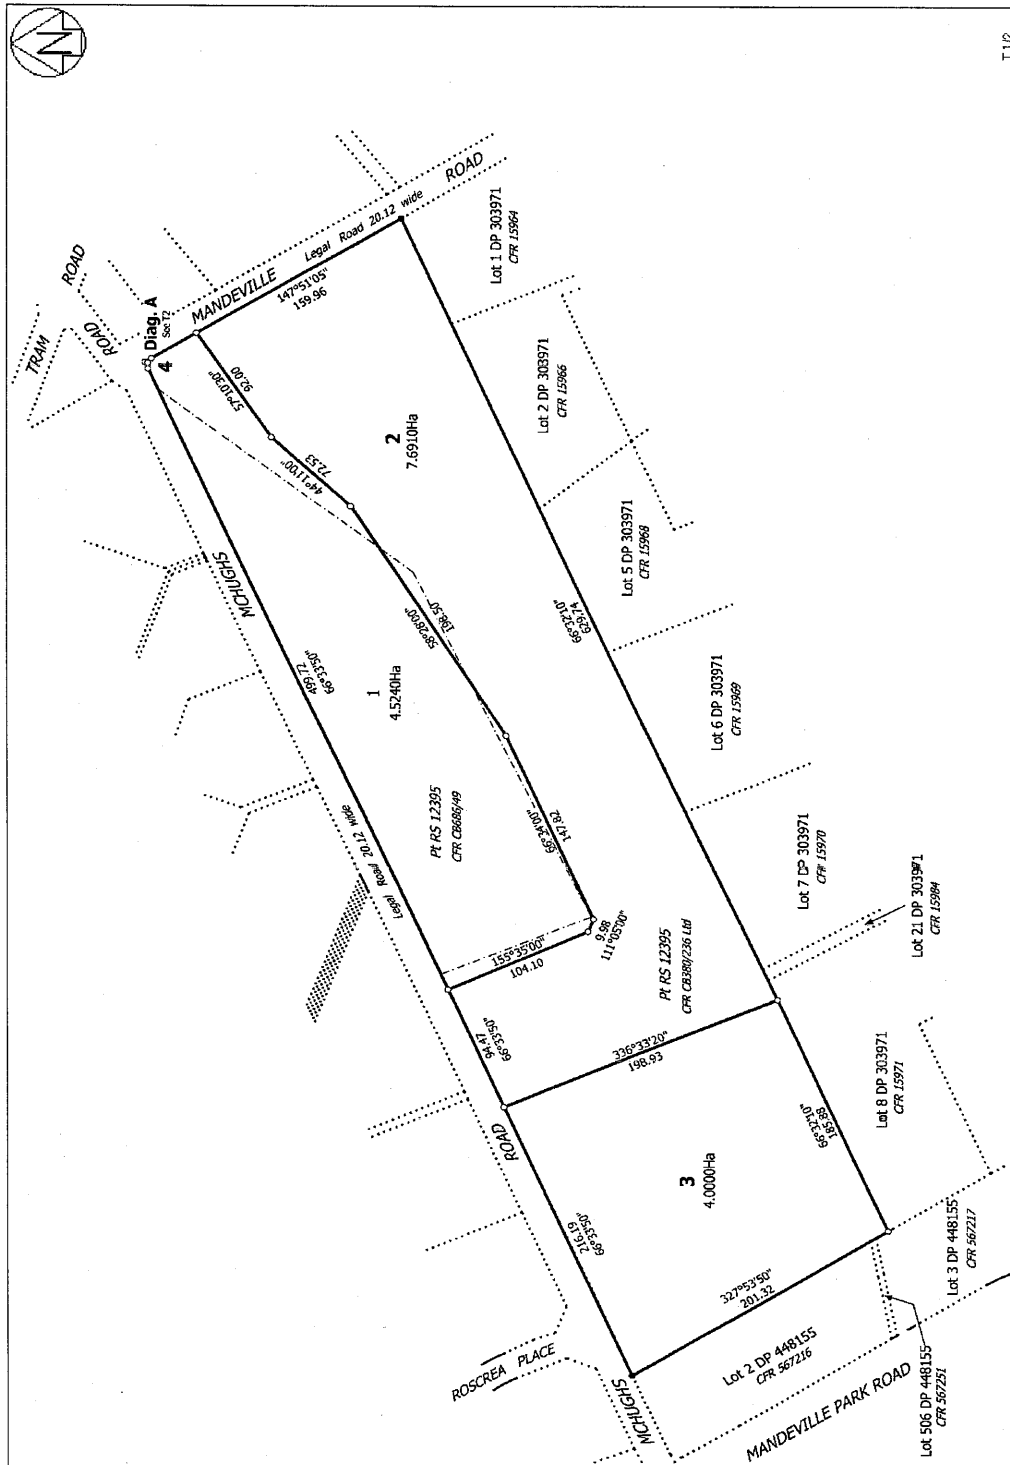 N
T 1/2
TRAM
ROAD
ROAD
Diag. A
See T2
4
MANDEVILLE
Legal Road 20.12 wide
ROAD
147°51'05"
159.96
57°10'30"
92.00
44°11'00"
72.53
2
7.6910Ha
Lot 1 DP 303971
CFR 15964
Lot 2 DP 303971
CFR 15966
Lot 5 DP 303971
CFR 15968
MCHUGHS
499.72
66°33'50"
58°28'00"
198.50
1
4.5240Ha
66°32'10"
629.74
Lot 6 DP 303971
CFR 15969
Legal Road 20.12 wide
Pt RS 12395
CFR CB686/49
66°34'00"
147.82
Lot 7 DP 303971
CFR 15970
Lot 21 DP 303971
CFR 15984
155°35'00"
104.10
9.98
111°05'00"
Pt RS 12395
CFR CB380/236 Ltd
94.47
66°33'50"
336°33'20"
198.93
Lot 8 DP 303971
CFR 15971
ROAD
216.19
66°33'50"
3
4.0000Ha
66°32'10"
185.88
327°53'50"
201.32
Lot 3 DP 448155
CFR 567217
ROSCREA PLACE
MCHUGHS
Lot 2 DP 448155
CFR 567216
MANDEVILLE PARK ROAD
Lot 506 DP 448155
CFR 567251